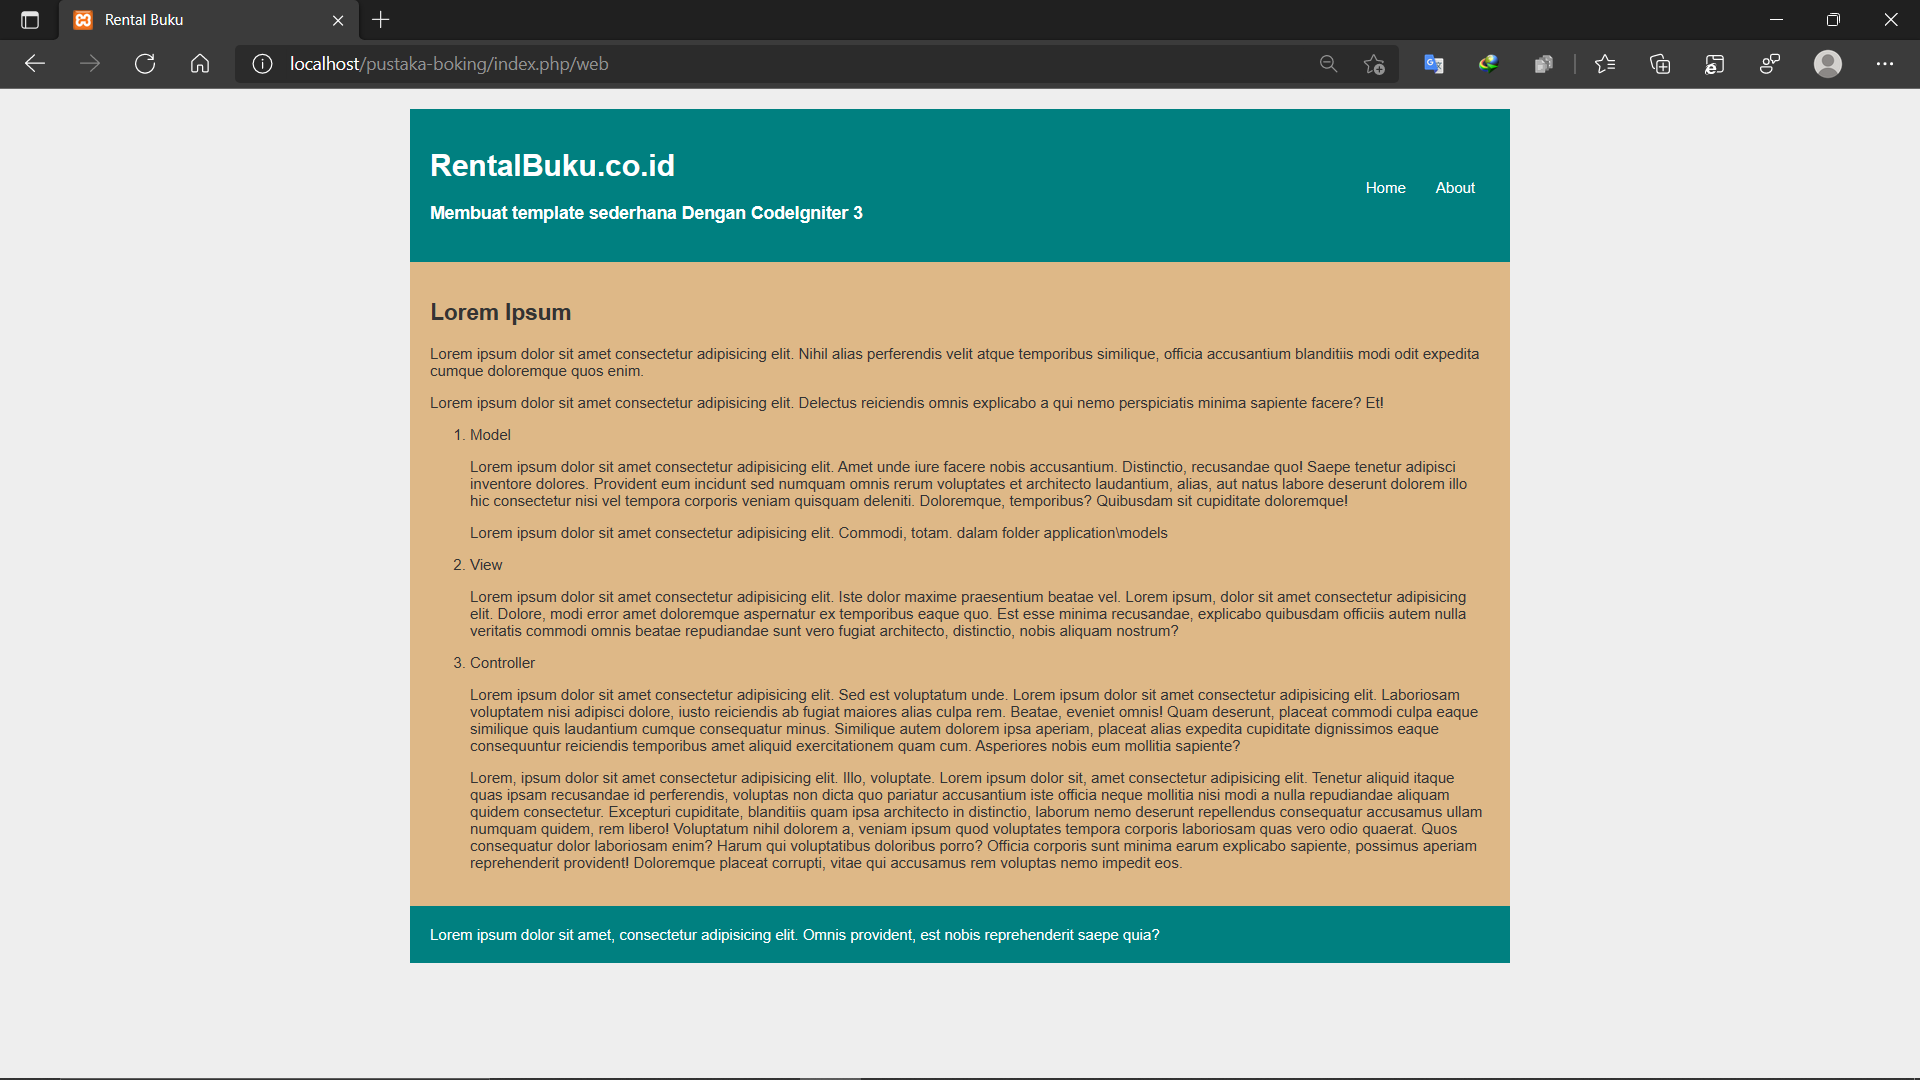 Rental Buku
localhost/pustaka-boking/index.php/web
RentalBuku.co.id
Home About
Membuat template sederhana Dengan CodeIgniter 3
Lorem Ipsum
Lorem ipsum dolor sit amet consectetur adipisicing elit. Nihil alias perferendis velit atque temporibus similique, officia accusantium blanditiis modi odit expedita
cumque doloremque quos enim.
Lorem ipsum dolor sit amet consectetur adipisicing elit. Delectus reiciendis omnis explicabo a qui nemo perspiciatis minima sapiente facere? Et!
1. Model
Lorem ipsum dolor sit amet consectetur adipisicing elit. Amet unde iure facere nobis accusantium. Distinctio, recusandae quo! Saepe tenetur adipisci
inventore dolores. Provident eum incidunt sed numquam omnis rerum voluptates et architecto laudantium, alias, aut natus labore deserunt dolorem illo
hic consectetur nisi vel tempora corporis veniam quisquam deleniti. Doloremque, temporibus? Quibusdam sit cupiditate doloremque!
Lorem ipsum dolor sit amet consectetur adipisicing elit. Commodi, totam. dalam folder application\models
2. View
Lorem ipsum dolor sit amet consectetur adipisicing elit. Iste dolor maxime praesentium beatae vel. Lorem ipsum, dolor sit amet consectetur adipisicing
elit. Dolore, modi error amet doloremque aspernatur ex temporibus eaque quo. Est esse minima recusandae, explicabo quibusdam officiis autem nulla
veritatis commodi omnis beatae repudiandae sunt vero fugiat architecto, distinctio, nobis aliquam nostrum?
3. Controller
Lorem ipsum dolor sit amet consectetur adipisicing elit. Sed est voluptatum unde. Lorem ipsum dolor sit amet consectetur adipisicing elit. Laboriosam
voluptatem nisi adipisci dolore, iusto reiciendis ab fugiat maiores alias culpa rem. Beatae, eveniet omnis! Quam deserunt, placeat commodi culpa eaque
similique quis laudantium cumque consequatur minus. Similique autem dolorem ipsa aperiam, placeat alias expedita cupiditate dignissimos eaque
consequuntur reiciendis temporibus amet aliquid exercitationem quam cum. Asperiores nobis eum mollitia sapiente?
Lorem, ipsum dolor sit amet consectetur adipisicing elit. Illo, voluptate. Lorem ipsum dolor sit, amet consectetur adipisicing elit. Tenetur aliquid itaque
quas ipsam recusandae id perferendis, voluptas non dicta quo pariatur accusantium iste officia neque mollitia nisi modi a nulla repudiandae aliquam
quidem consectetur. Excepturi cupiditate, blanditiis quam ipsa architecto in distinctio, laborum nemo deserunt repellendus consequatur accusamus ullam
numquam quidem, rem libero! Voluptatum nihil dolorem a, veniam ipsum quod voluptates tempora corporis laboriosam quas vero odio quaerat. Quos
consequatur dolor laboriosam enim? Harum qui voluptatibus doloribus porro? Officia corporis sunt minima earum explicabo sapiente, possimus aperiam
reprehenderit provident! Doloremque placeat corrupti, vitae qui accusamus rem voluptas nemo impedit eos.
Lorem ipsum dolor sit amet, consectetur adipisicing elit. Omnis provident, est nobis reprehenderit saepe quia?